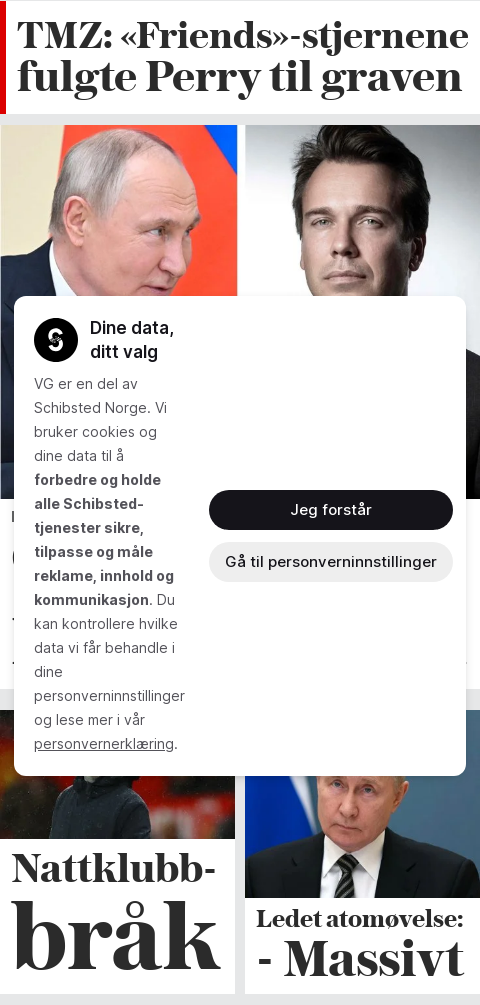 TMZ: «Friends»-stjernene
fulgte Perry til graven
Dine data,
ditt valg
VG er en del av
Schibsted Norge. Vi
bruker cookies og
dine data til å
forbedre og holde
alle Schibsted-
tjenester sikre,
tilpasse og måle
reklame, innhold og
kommunikasjon. Du
kan kontrollere hvilke
data vi får behandle i
dine
personverninnstillinger
og lese mer i vår
personvernerklæring.
Jeg forstår
Gå til personverninnstillinger
Nattklubb-
bråk
Ledet atomøvelse:
- Massivt